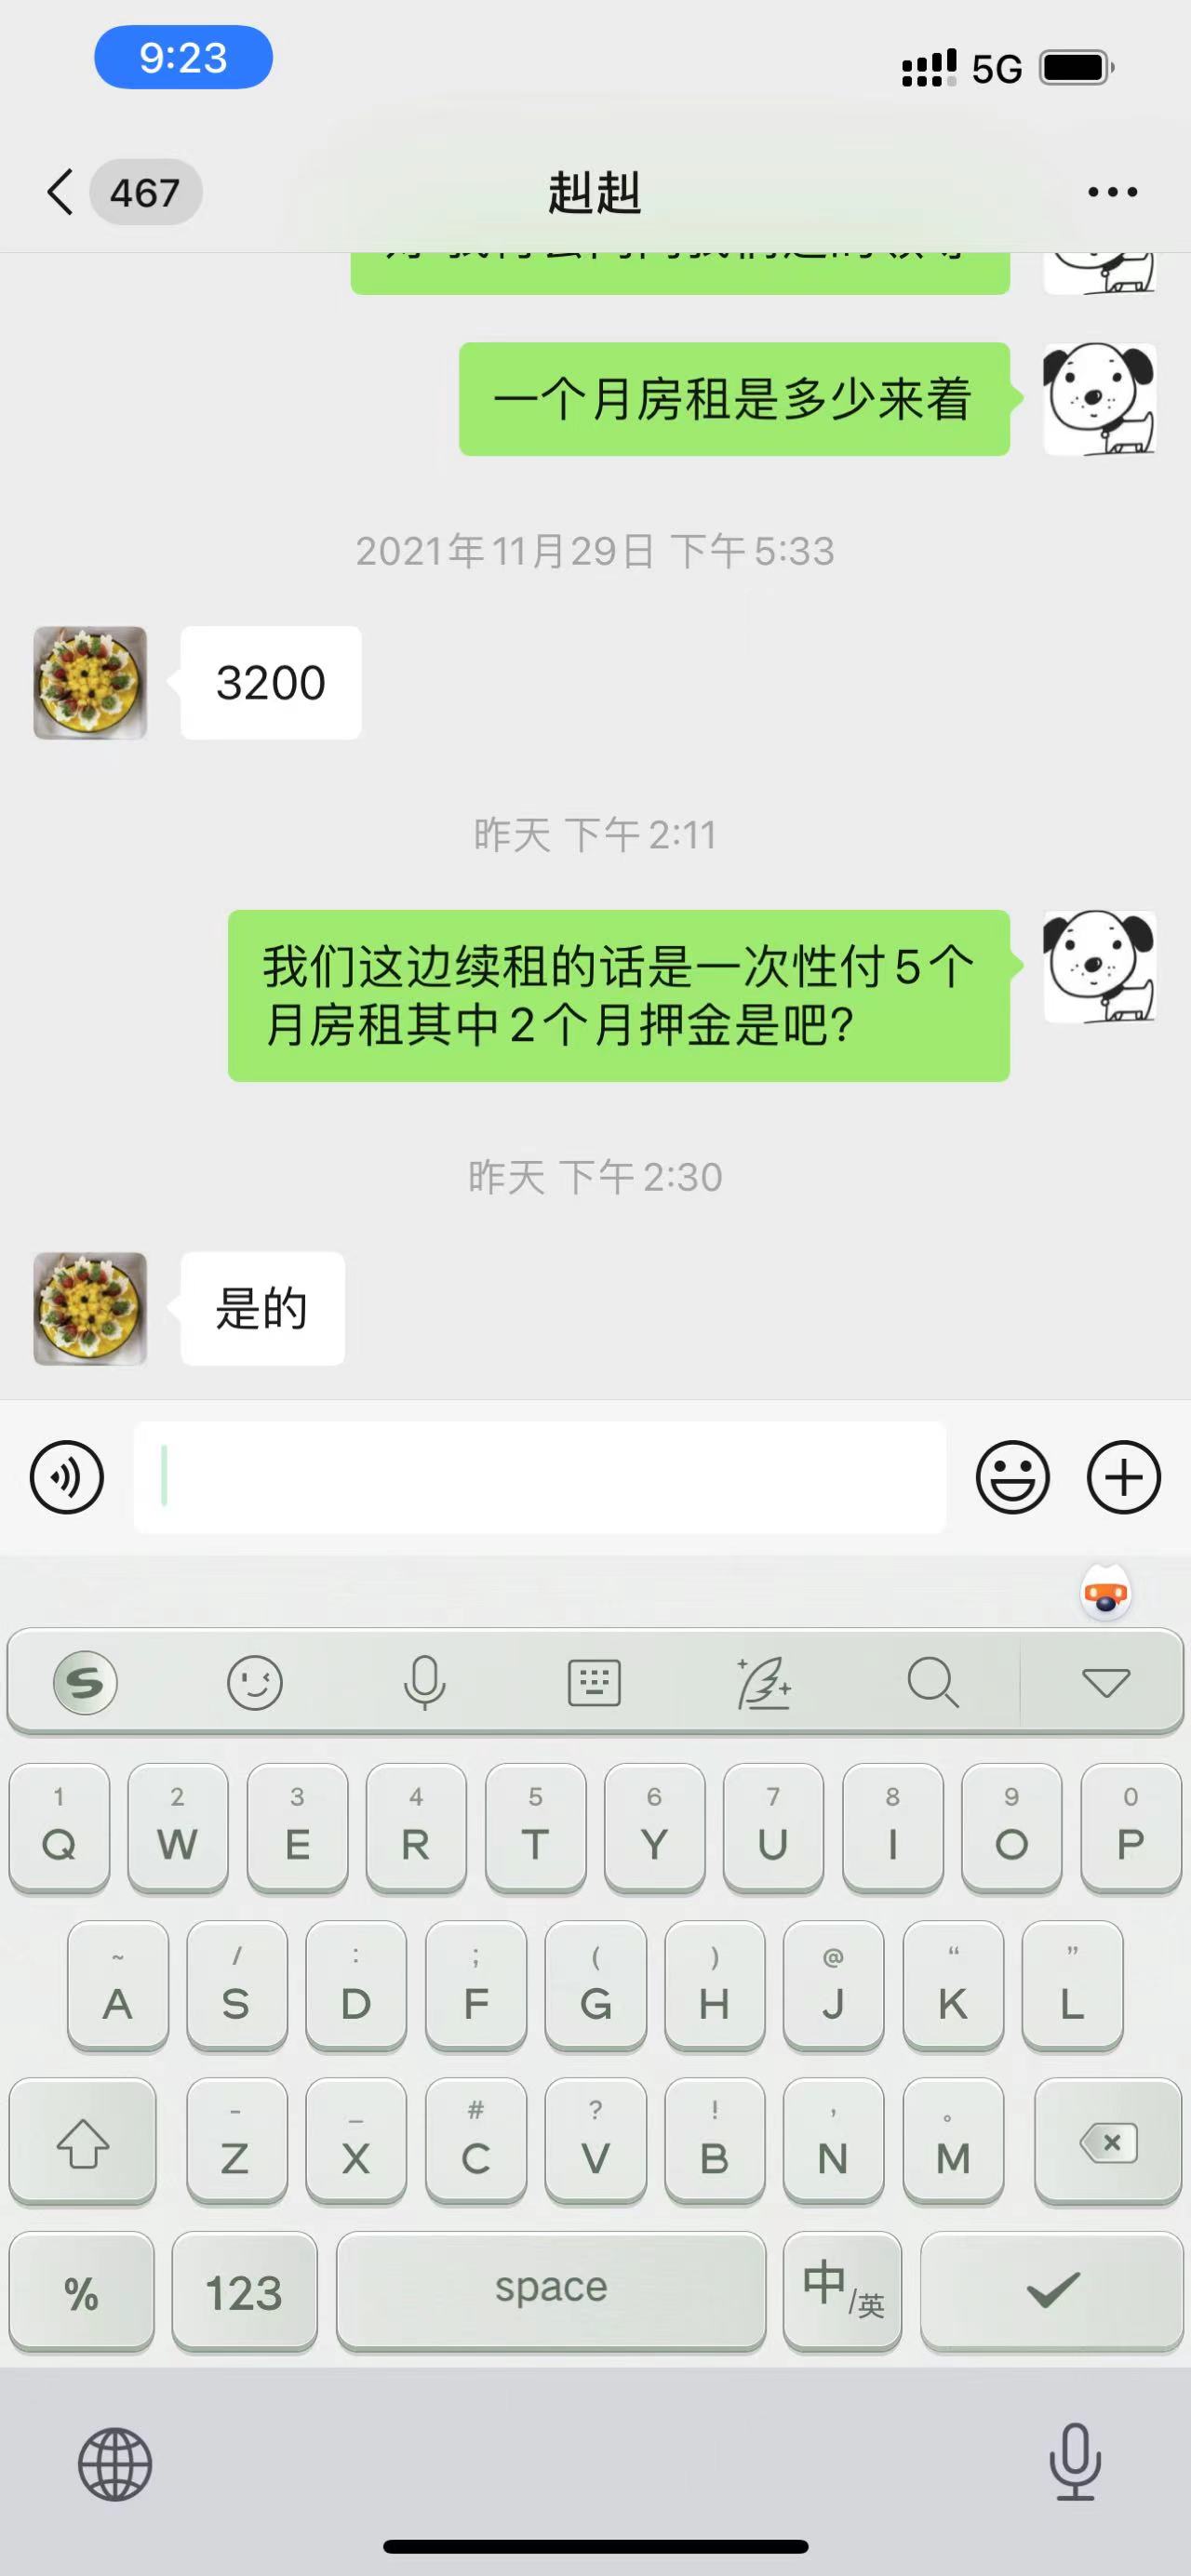 9:23
5G
467
赳赳
一个月房租是多少来着
2021年11月29日 下午5:33
3200
昨天 下午2:11
我们这边续租的话是一次性付5个
月房租其中2个月押金是吧?
昨天 下午2:30
是的
S
1 2 3 4 5 6 7 8 9 0
Q W E R T Y U I O P
~ / : ; ( ) @ “ ”
A S D F G H J K L
- _ # ? ! , 。
Z X C V B N M
% 123 space 中/英